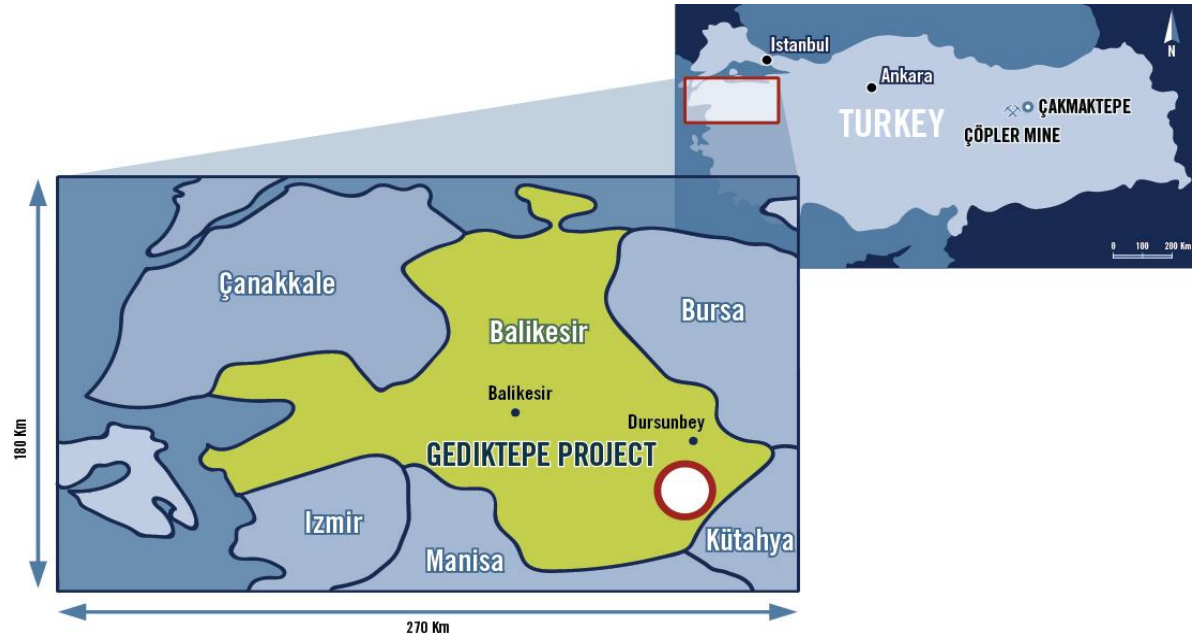 Istanbul
N
Ankara
TURKEY
ÇAKMAKTEPE
ÇÖPLER MINE
0 100 200 Km
Çanakkale
Bursa
Balikesir
Balikesir
Dursunbey
GEDIKTEPE PROJECT
180 Km
Izmir
Manisa
Kütahya
270 Km